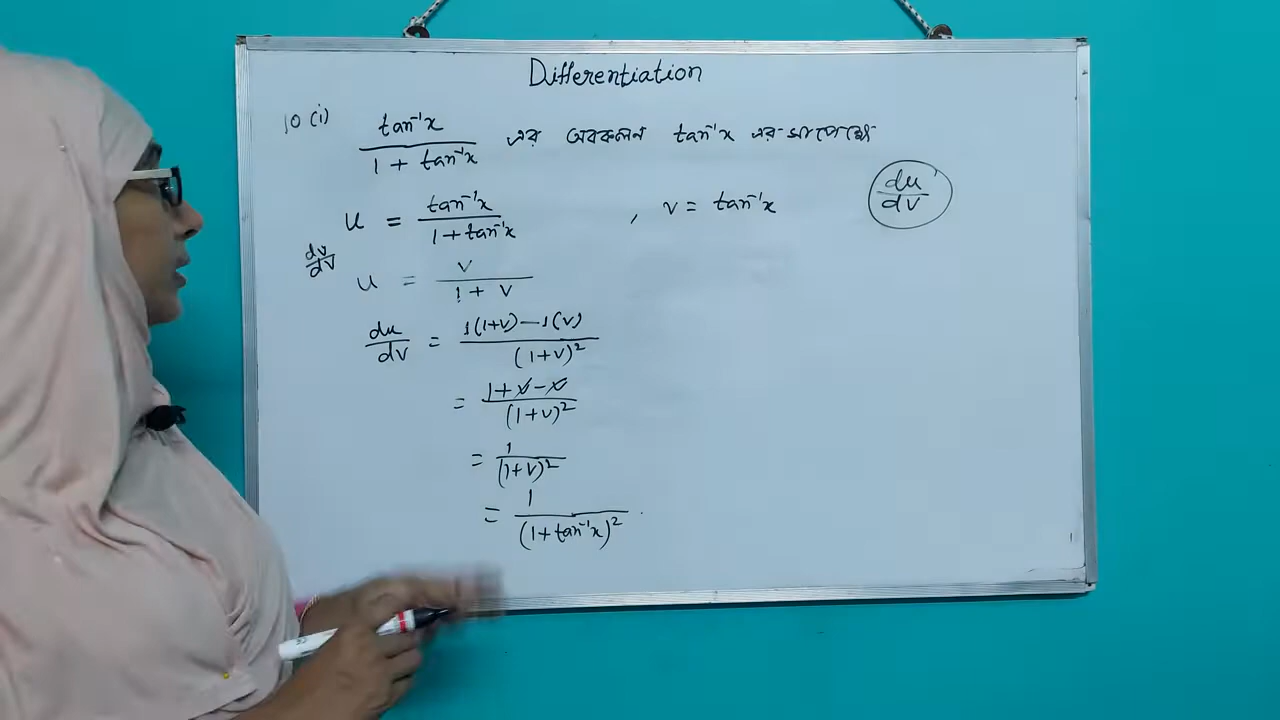 Differentiation
10 (i) tan⁻¹x / 1 + tan⁻¹x এর অবকলন tan⁻¹x এর সাপেক্ষে
u = tan⁻¹x / 1 + tan⁻¹x , v = tan⁻¹x du/dv
dv/dv
u = v / 1 + v
du/dv = 1(1+v) − 1(v) / (1+v)²
= 1 + v − v / (1+v)²
= 1 / (1+v)²
= 1 / (1 + tan⁻¹x)² .